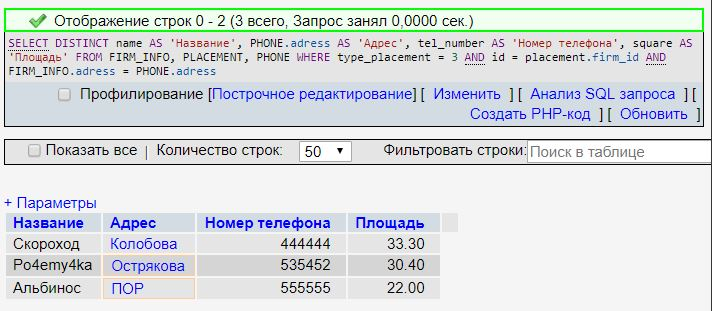 Отображение строк 0 - 2 (3 всего, Запрос занял 0,0000 сек.)
SELECT DISTINCT name AS 'Название', PHONE.adress AS 'Адрес', tel_number AS 'Номер телефона', square AS
'Площадь' FROM FIRM_INFO, PLACEMENT, PHONE WHERE type_placement = 3 AND id = placement.firm_id AND
FIRM_INFO.adress = PHONE.adress
Профилирование [Построчное редактирование] [ Изменить ] [ Анализ SQL запроса ] [
Создать PHP-код ] [ Обновить ]
Показать все | Количество строк: 50 Фильтровать строки: Поиск в таблице
+ Параметры
Название Адрес Номер телефона Площадь
Скороход Колобова 444444 33.30
Po4emy4ka Острякова 535452 30.40
Альбинос ПОР 555555 22.00